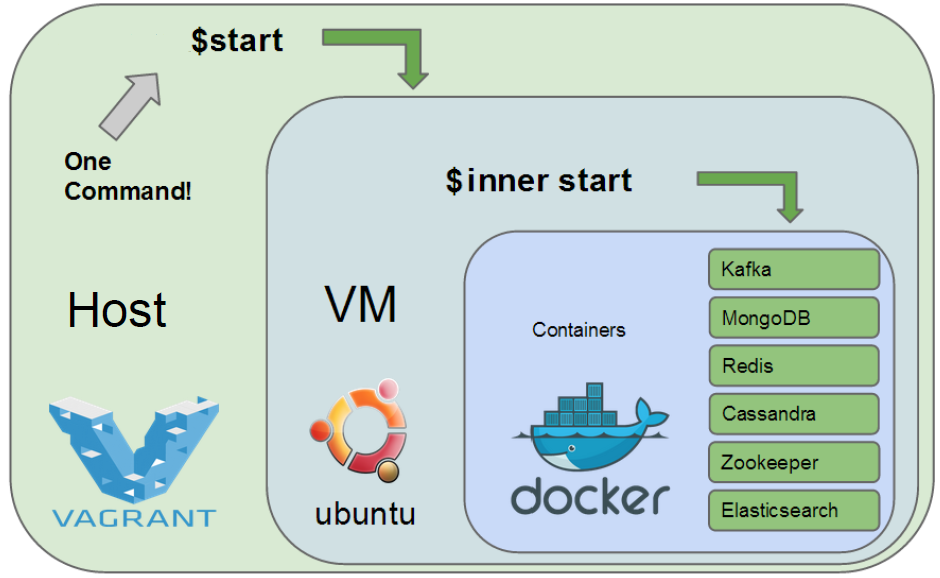 $start
One
Command!
$inner start
Host
VM
Containers
Kafka
MongoDB
Redis
Cassandra
Zookeeper
Elasticsearch
VAGRANT
ubuntu
docker